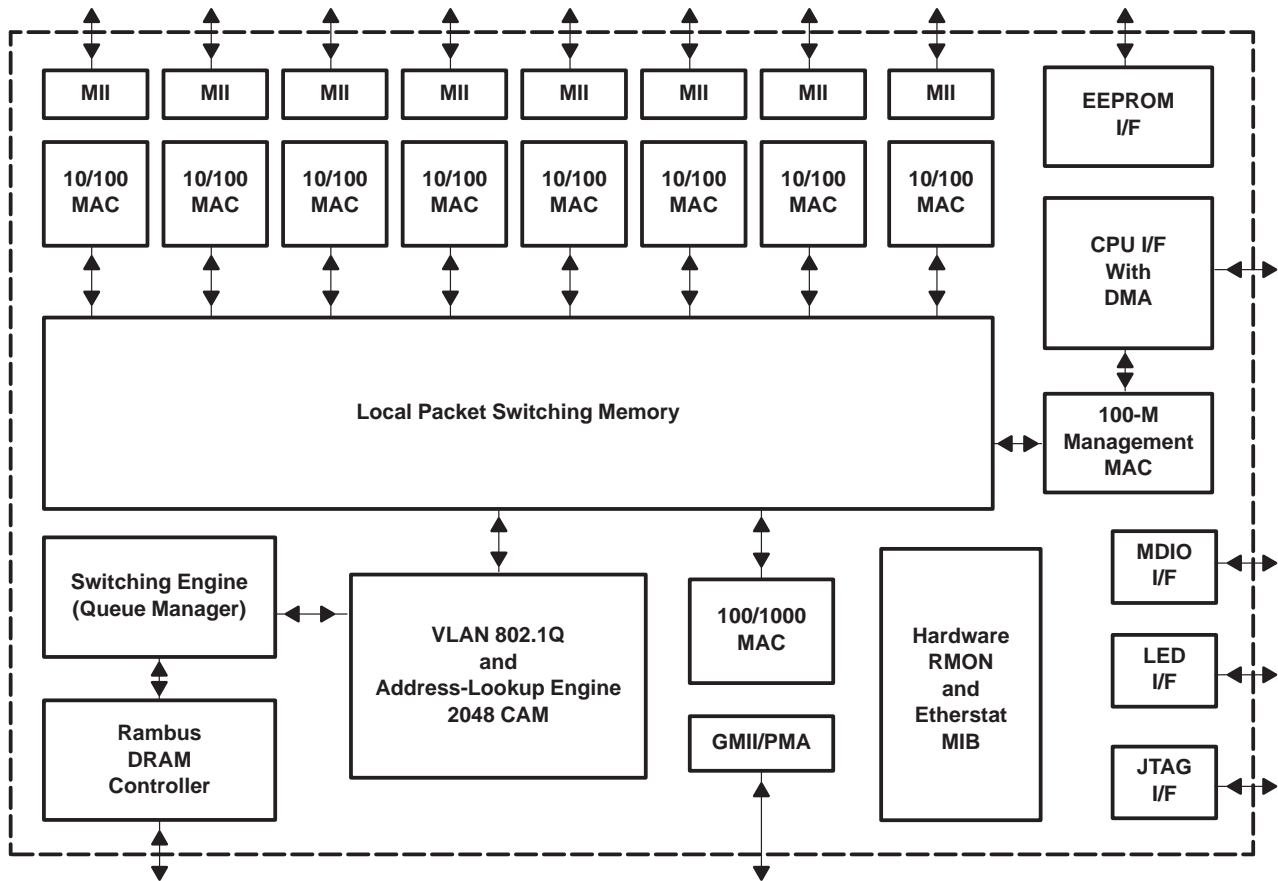 MII
MII
MII
MII
MII
MII
MII
MII
EEPROM
I/F
10/100
MAC
10/100
MAC
10/100
MAC
10/100
MAC
10/100
MAC
10/100
MAC
10/100
MAC
10/100
MAC
CPU I/F
With
DMA
Local Packet Switching Memory
100-M
Management
MAC
Switching Engine
(Queue Manager)
VLAN 802.1Q
and
Address-Lookup Engine
2048 CAM
100/1000
MAC
Hardware
RMON
and
Etherstat
MIB
MDIO
I/F
LED
I/F
Rambus
DRAM
Controller
GMII/PMA
JTAG
I/F